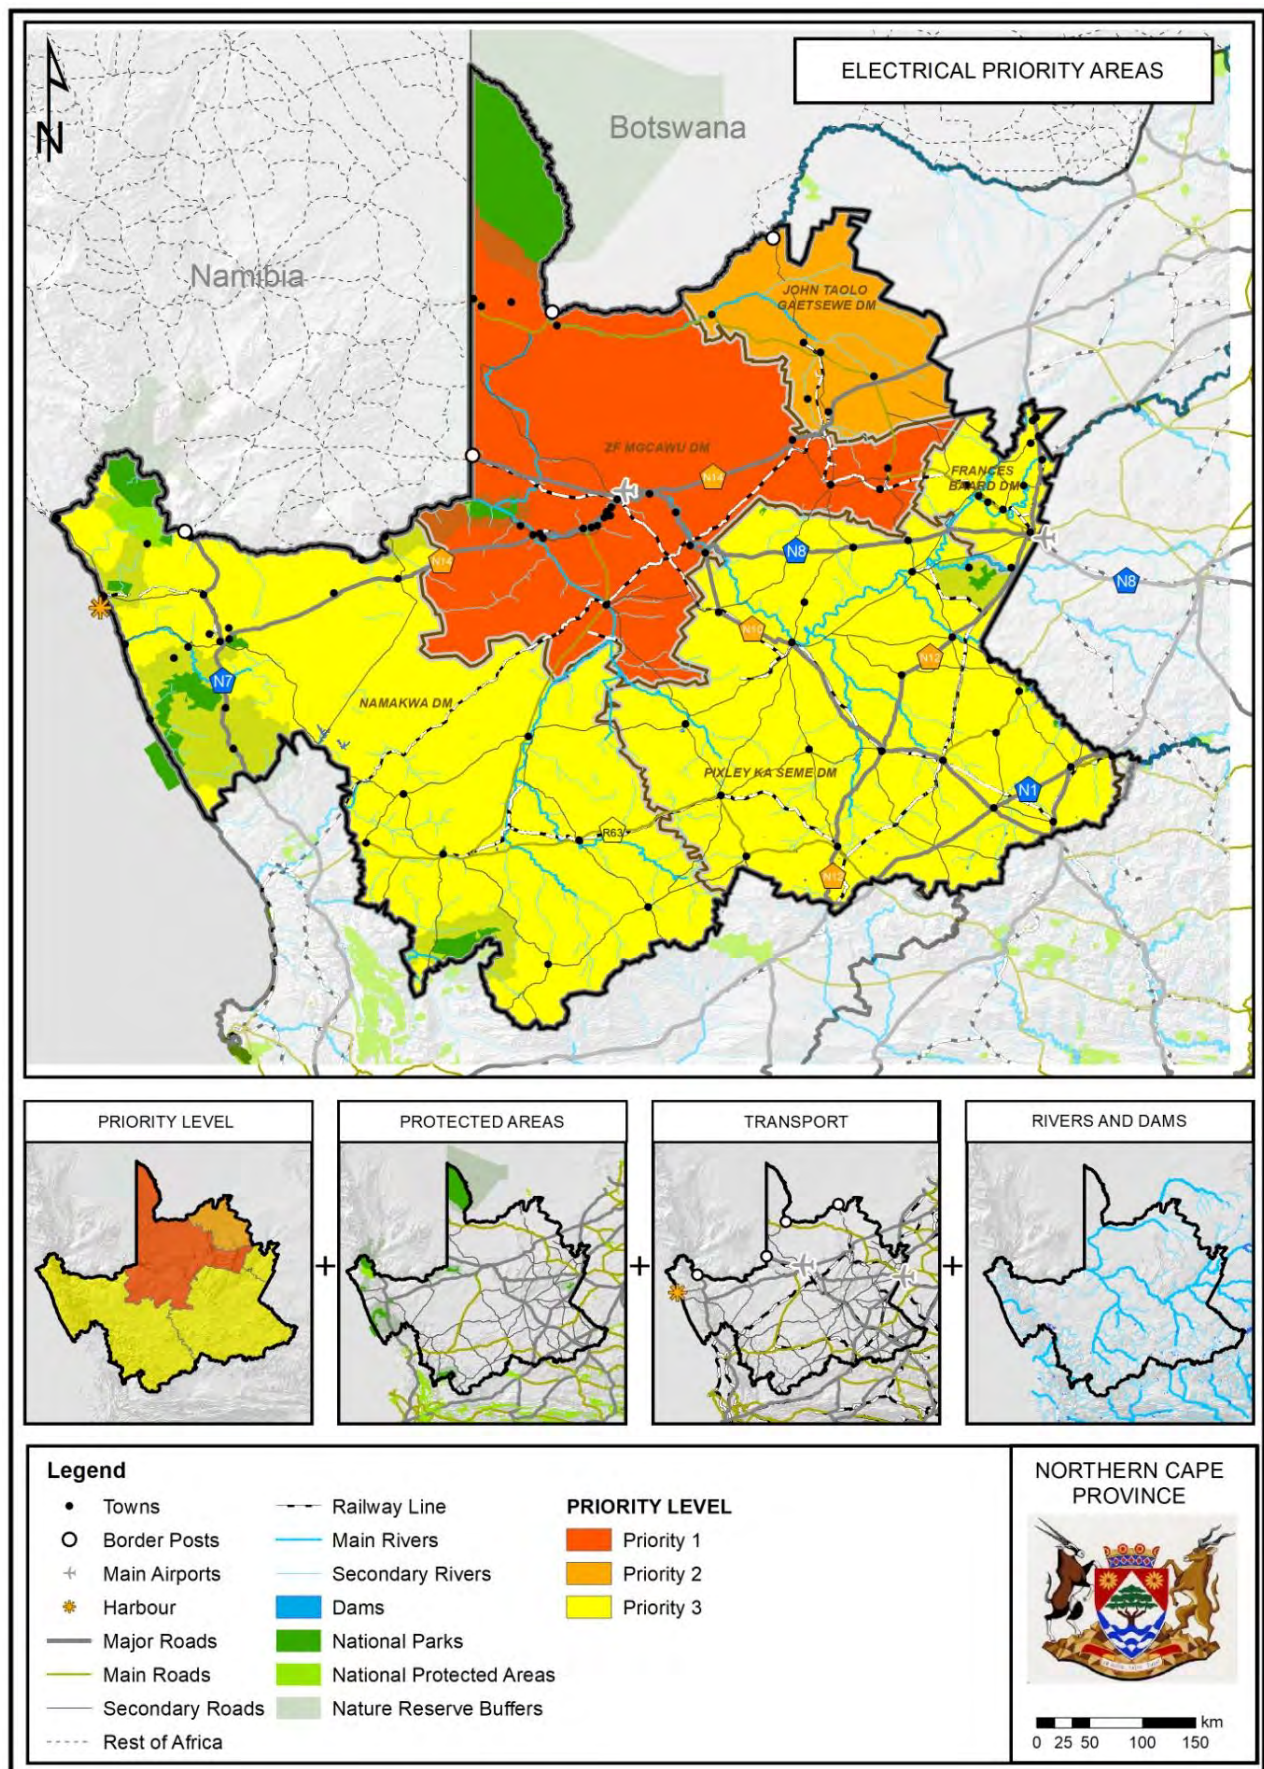 ELECTRICAL PRIORITY AREAS
Botswana
Namibia
JOHN TAOLO
GAETSEWE DM
ZF MGCAWU DM
N14
FRANCES
BAARD DM
N8
N14
N8
N10
N12
N7
NAMAKWA DM
PIXLEY KA SEME DM
N1
R63
N12
PRIORITY LEVEL
PROTECTED AREAS
TRANSPORT
RIVERS AND DAMS
+
+
+
Legend
Towns
Border Posts
Main Airports
Harbour
Major Roads
Main Roads
Secondary Roads
Rest of Africa
Railway Line
Main Rivers
Secondary Rivers
Dams
National Parks
National Protected Areas
Nature Reserve Buffers
PRIORITY LEVEL
Priority 1
Priority 2
Priority 3
NORTHERN CAPE
PROVINCE
km
0 25 50 100 150
N